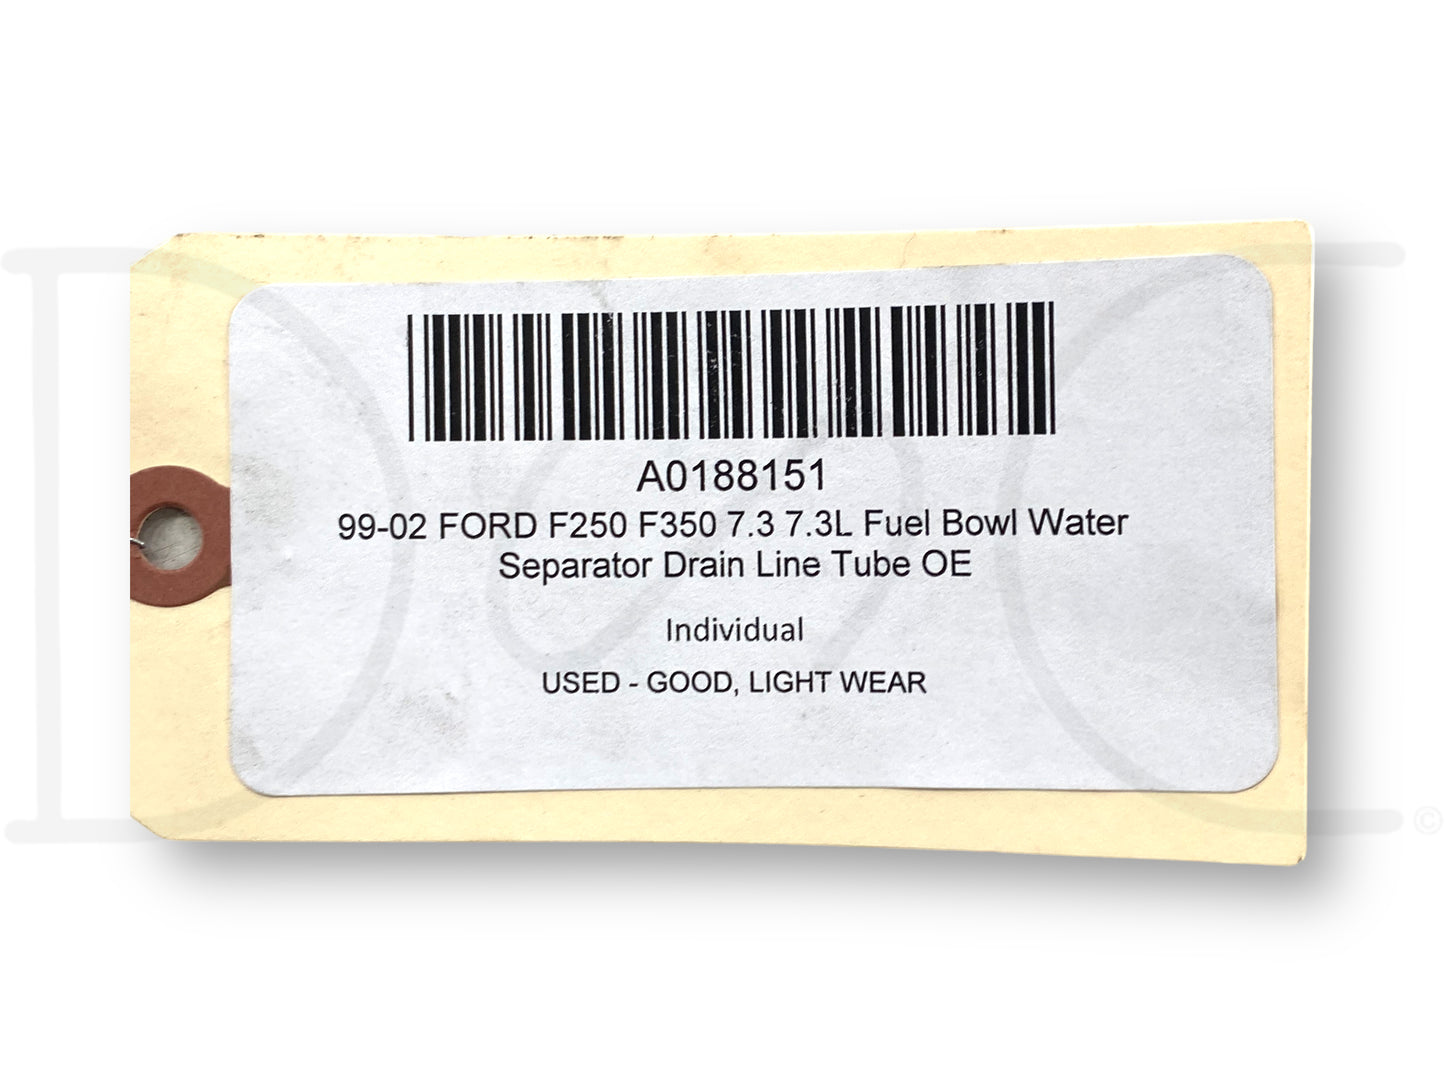 A0188151
99-02 FORD F250 F350 7.3 7.3L Fuel Bowl Water
Separator Drain Line Tube OE
Individual
USED - GOOD, LIGHT WEAR
©